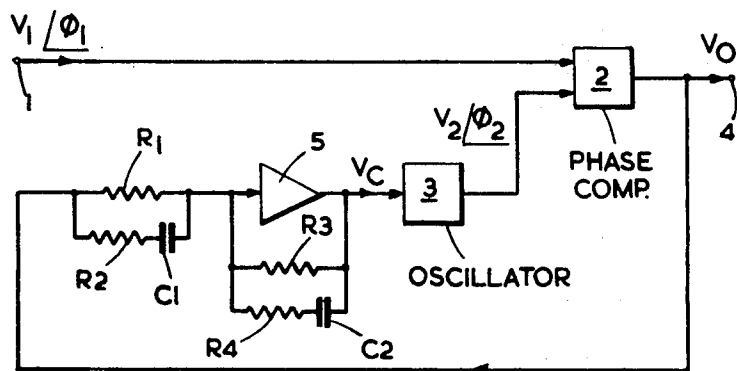 V1/Φ1
1
2
VO
4
PHASE
COMP.
V2/Φ2
R1
5
VC
3
R2
C1
R3
OSCILLATOR
R4
C2